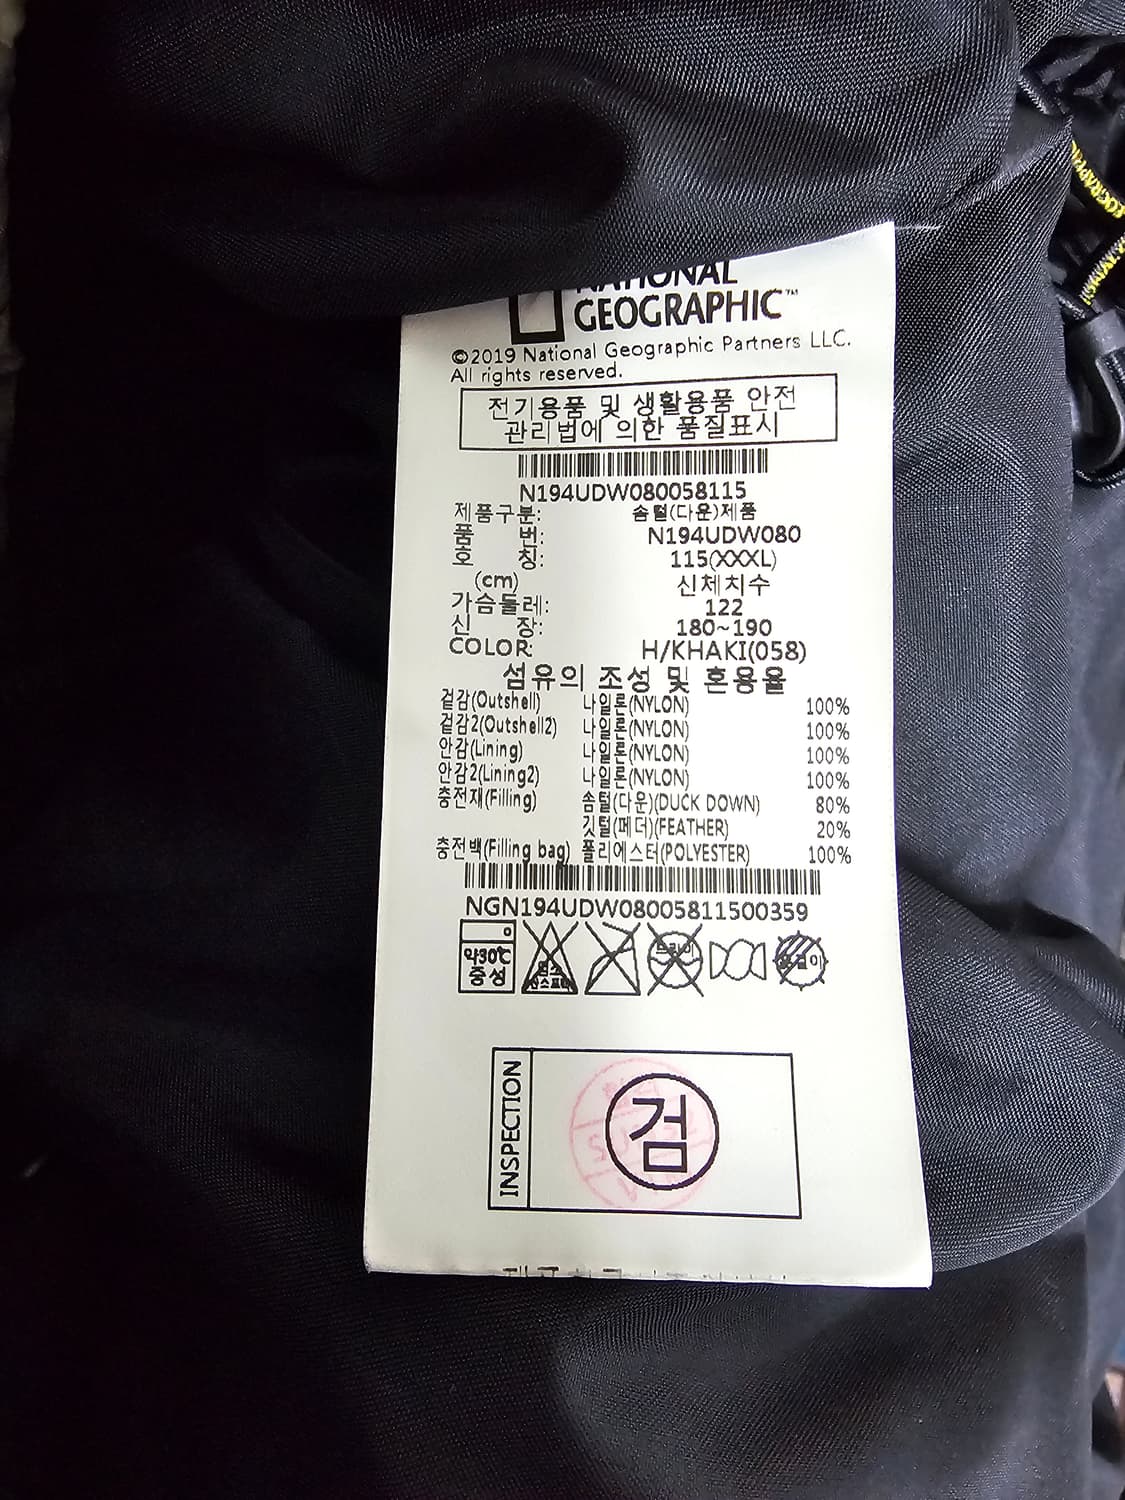 NATIONAL
GEOGRAPHIC™
©2019 National Geographic Partners LLC.
All rights reserved.
전기용품 및 생활용품 안전
관리법에 의한 품질표시
N194UDW080058115
제품구분: 솜털(다운)제품
품 번: N194UDW080
호 칭: 115(XXXL)
(cm) 신체치수
가슴둘레: 122
신 장: 180~190
COLOR: H/KHAKI(058)
섬유의 조성 및 혼용율
겉감(Outshell) 나일론(NYLON) 100%
겉감2(Outshell2) 나일론(NYLON) 100%
안감(Lining) 나일론(NYLON) 100%
안감2(Lining2) 나일론(NYLON) 100%
충전재(Filling) 솜털(다운)(DUCK DOWN) 80%
깃털(페더)(FEATHER) 20%
충전백(Filling bag) 폴리에스터(POLYESTER) 100%
NGN194UDW08005811500359
약30℃
중성
드라이
INSPECTION
검